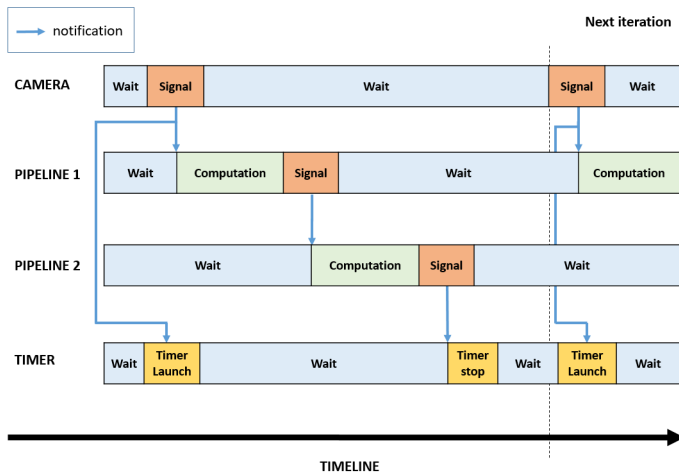 Next iteration
notification
CAMERA
Wait
Signal
Wait
Signal
Wait
PIPELINE 1
Wait
Computation
Signal
Wait
Computation
PIPELINE 2
Wait
Computation
Signal
Wait
TIMER
Wait
Timer
Launch
Wait
Timer
stop
Wait
Timer
Launch
Wait
TIMELINE